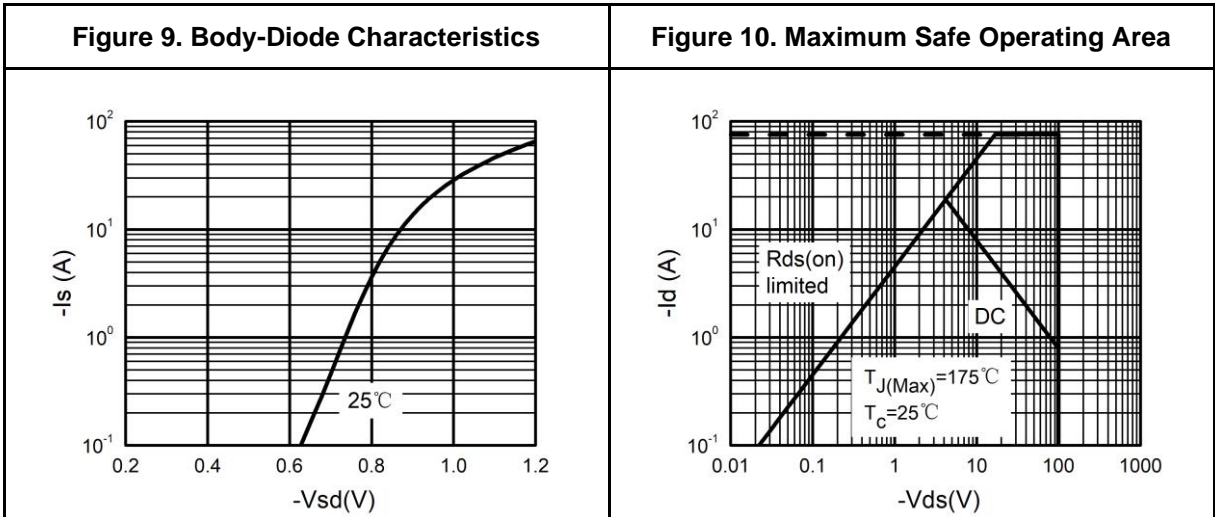 Figure 9. Body-Diode Characteristics
Figure 10. Maximum Safe Operating Area
-Is (A)
10²
10¹
10⁰
10⁻¹
25℃
0.2 0.4 0.6 0.8 1.0 1.2
-Vsd(V)
-Id (A)
10²
10¹
10⁰
10⁻¹
Rds(on)
limited
DC
TJ(Max)=175℃
Tc=25℃
0.01 0.1 1 10 100 1000
-Vds(V)